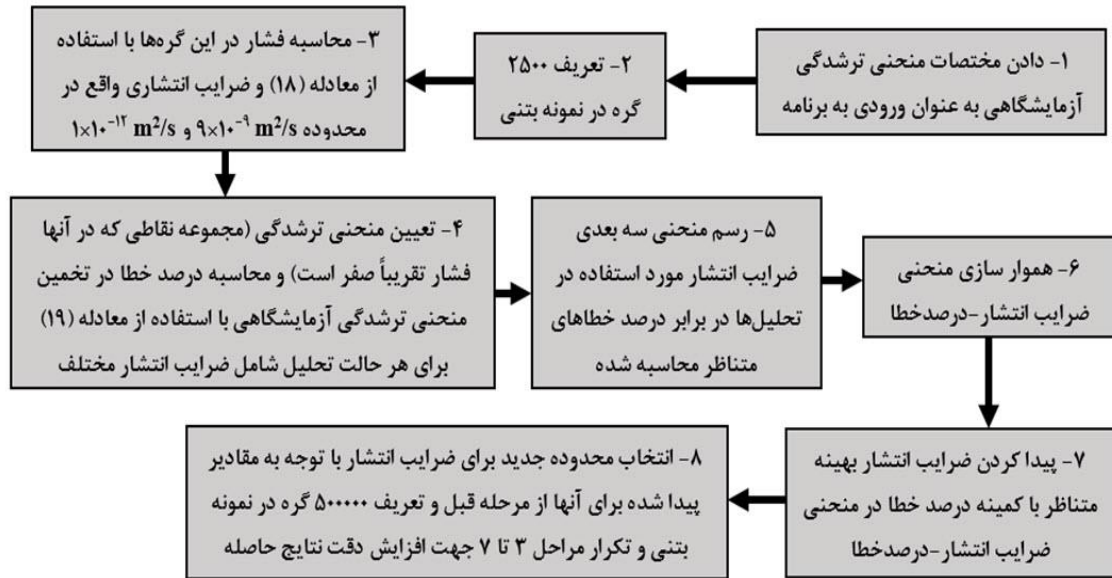 ۱- دادن مختصات منحنی ترشدگی
آزمایشگاهی به عنوان ورودی به برنامه
۲- تعریف ۲۵۰۰
گره در نمونه بتنی
۳- محاسبه فشار در این گره‌ها با استفاده
از معادله (۱۸) و ضرایب انتشاری واقع در
محدوده ۹×۱۰⁻⁹ m²/s و ۱×۱۰⁻¹² m²/s
۴- تعیین منحنی ترشدگی (مجموعه نقاطی که در آنها
فشار تقریباً صفر است) و محاسبه درصد خطا در تخمین
منحنی ترشدگی آزمایشگاهی با استفاده از معادله (۱۹)
برای هر حالت تحلیل شامل ضرایب انتشار مختلف
۵- رسم منحنی سه بعدی
ضرایب انتشار مورد استفاده در
تحلیل‌ها در برابر درصد خطاهای
متناظر محاسبه شده
۶- هموار سازی منحنی
ضرایب انتشار-درصدخطا
۷- پیدا کردن ضرایب انتشار بهینه
متناظر با کمینه درصد خطا در منحنی
ضرایب انتشار-درصدخطا
۸- انتخاب محدوده جدید برای ضرایب انتشار با توجه به مقادیر
پیدا شده برای آنها از مرحله قبل و تعریف ۵۰۰۰۰۰ گره در نمونه
بتنی و تکرار مراحل ۳ تا ۷ جهت افزایش دقت نتایج حاصله